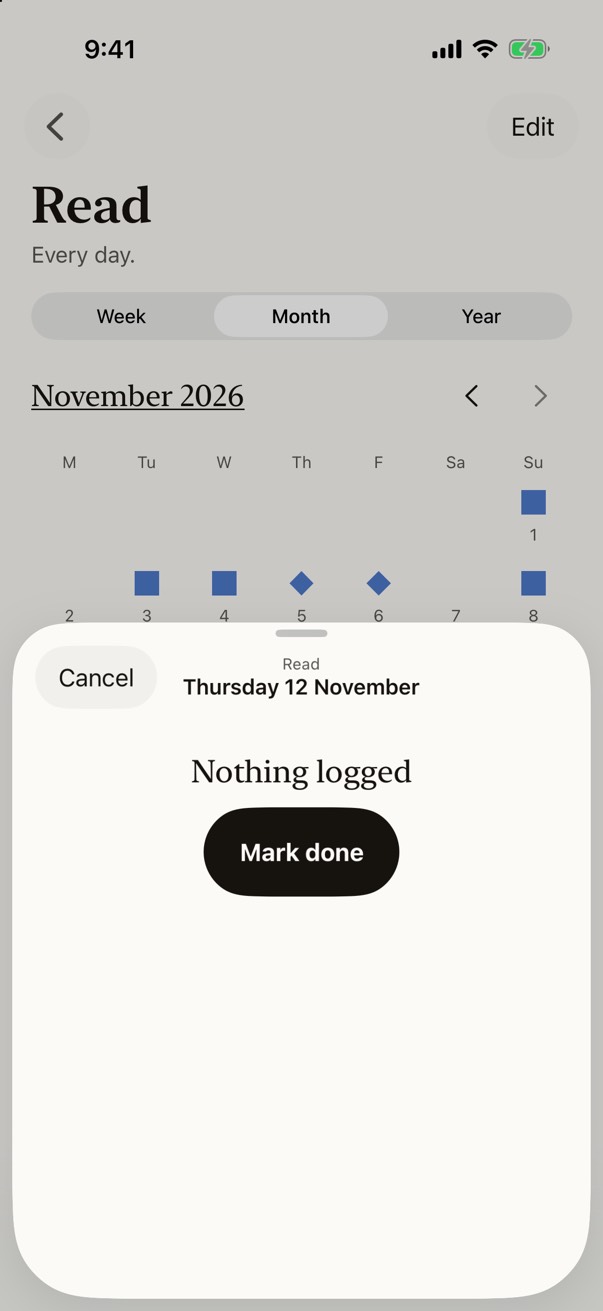 9:41
Edit
Read
Every day.
Week Month Year
November 2026
M Tu W Th F Sa Su
1
2 3 4 5 6 7 8
Cancel
Read
Thursday 12 November
Nothing logged
Mark done